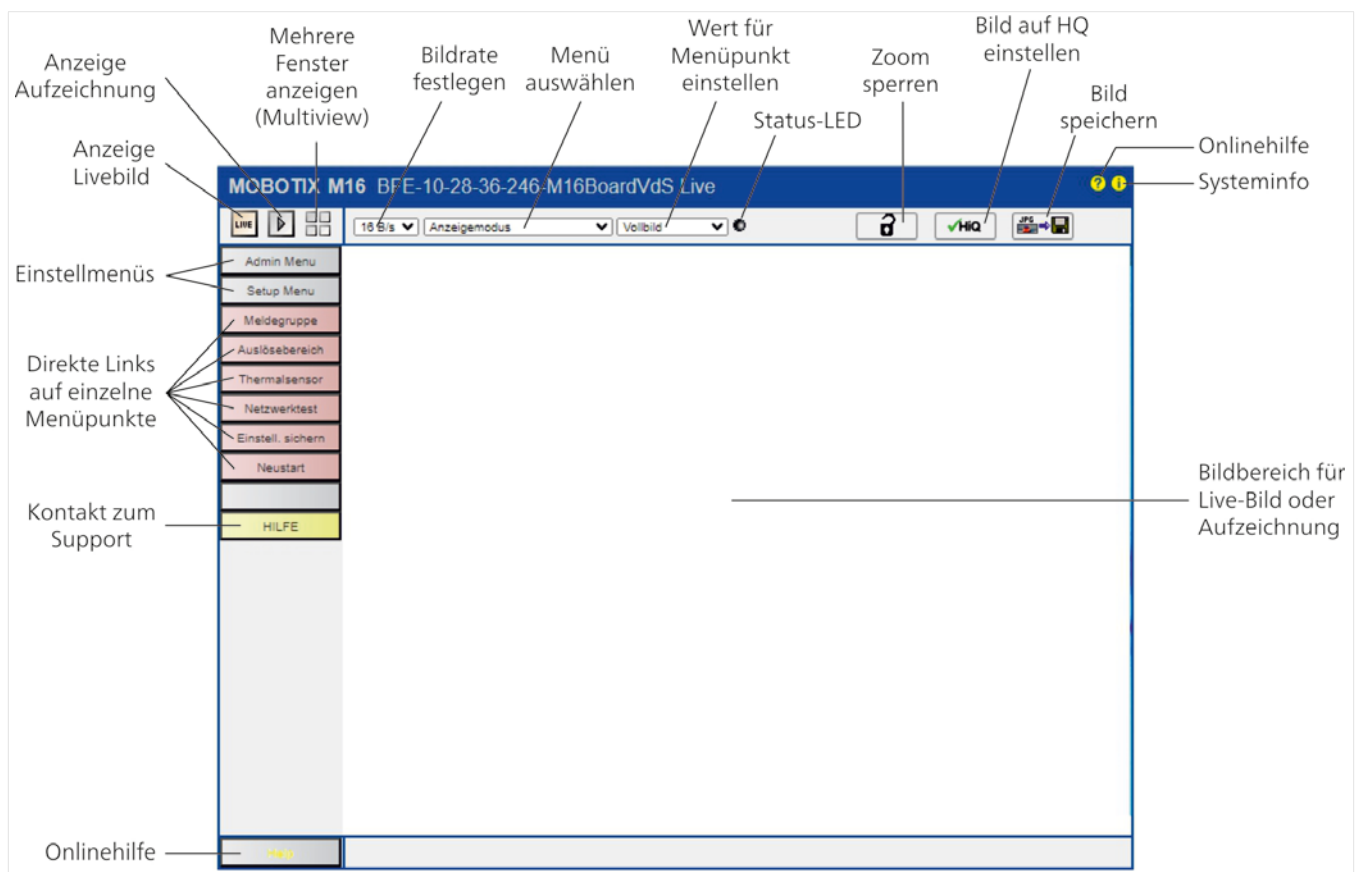 Mehrere
Fenster
anzeigen
(Multiview)
Anzeige
Aufzeichnung
Bildrate
festlegen
Menü
auswählen
Wert für
Menüpunkt
einstellen
Status-LED
Zoom
sperren
Bild auf HQ
einstellen
Bild
speichern
Anzeige
Livebild
Onlinehilfe
Systeminfo
MOBOTIX M16 BFE-10-28-36-246-M16BoardVdS Live
? i
LIVE
16 B/s
Anzeigemodus
Vollbild
HiQ
JPG
Einstellmenüs
Admin Menu
Setup Menu
Direkte Links
auf einzelne
Menüpunkte
Meldegruppe
Auslösebereich
Thermalsensor
Netzwerktest
Einstell. sichern
Neustart
Kontakt zum
Support
HILFE
Bildbereich für
Live-Bild oder
Aufzeichnung
Onlinehilfe
Help